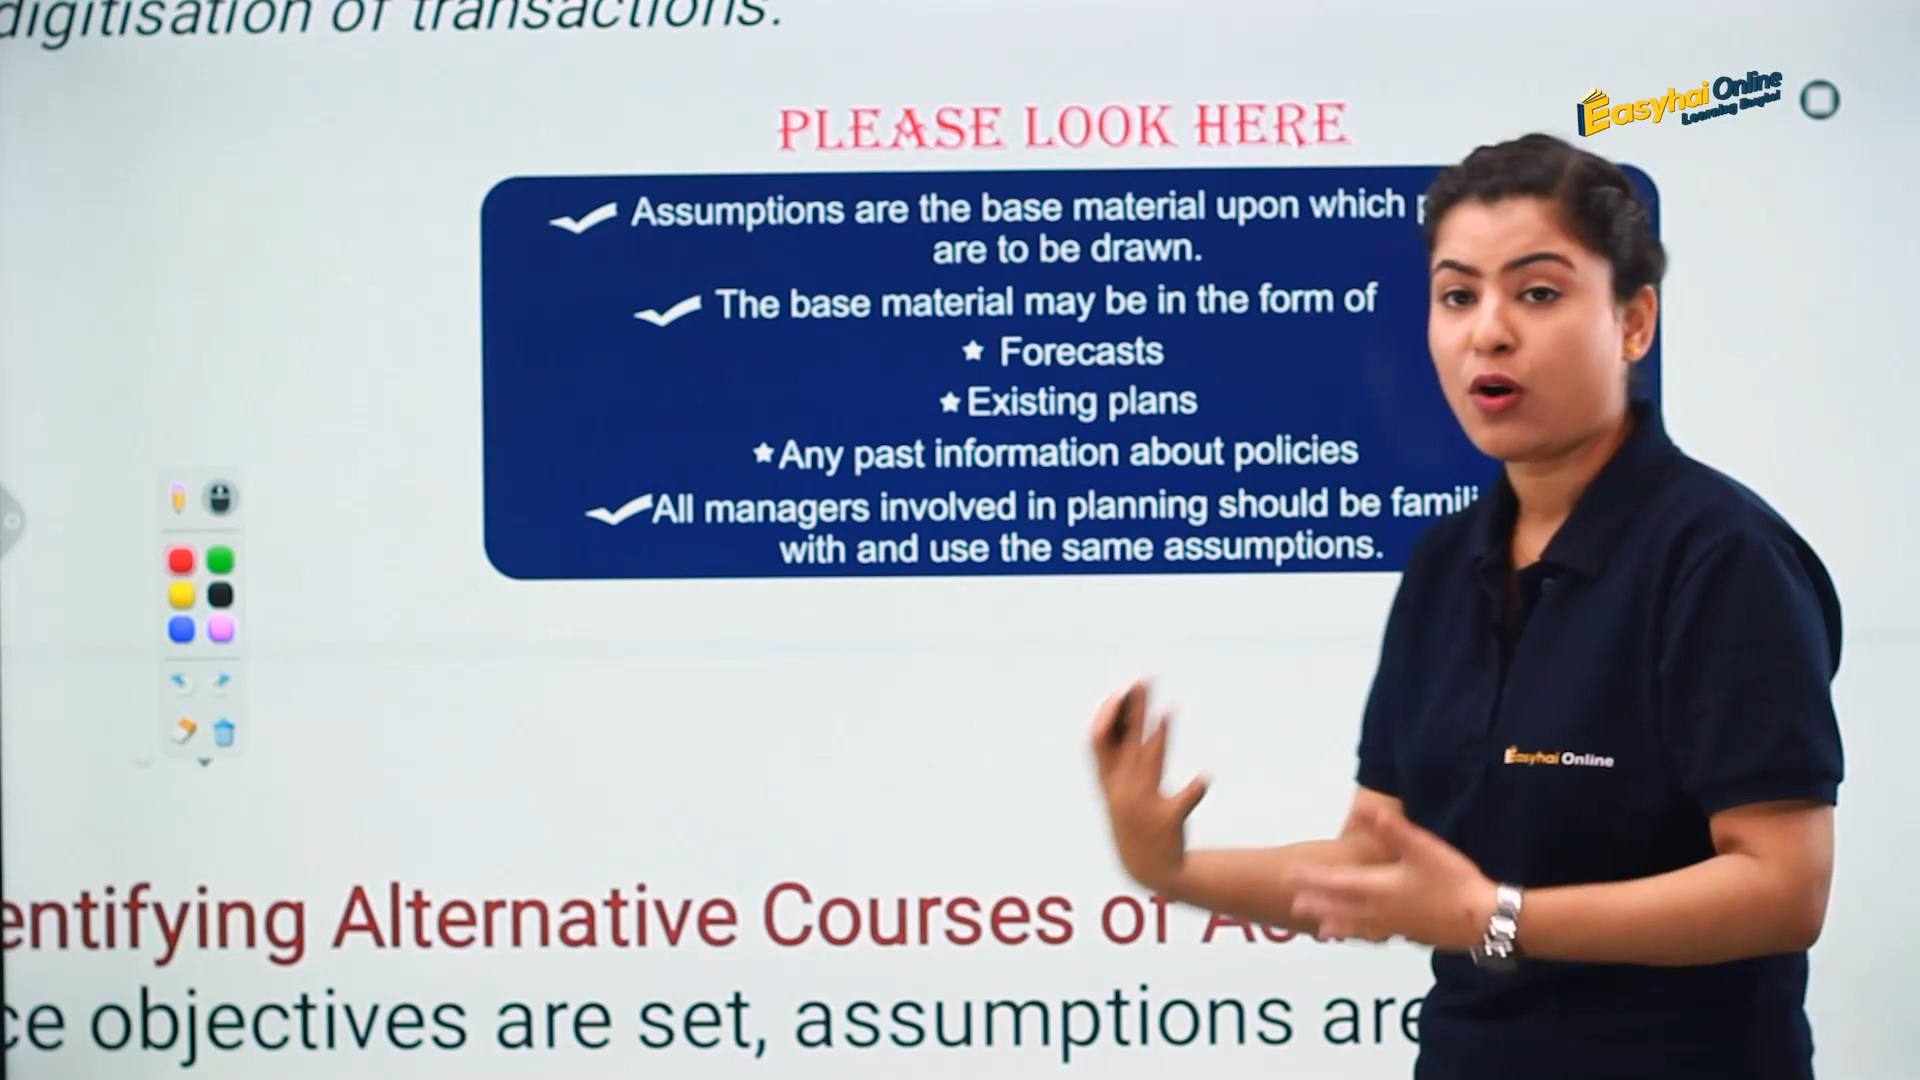 digitisation of transactions.
Easyhai Online
Learning
PLEASE LOOK HERE
Assumptions are the base material upon which
are to be drawn.
The base material may be in the form of
Forecasts
Existing plans
Any past information about policies
All managers involved in planning should be
with and use the same assumptions.
Easyhai Online
Alternative Courses of
objectives are set, assumptions are